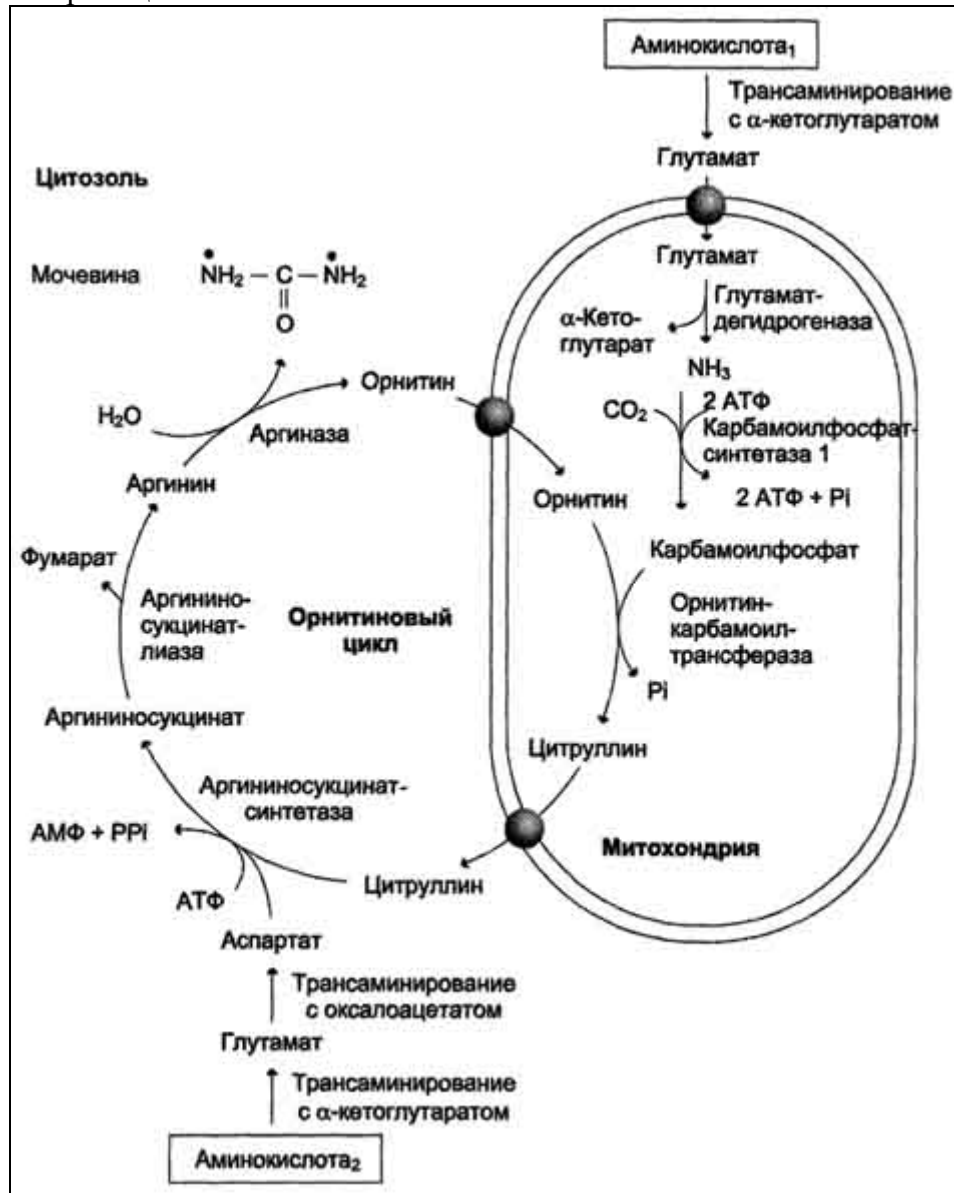 Аминокислота₁
Трансаминирование
с α-кетоглутаратом
Глутамат
Цитозоль
Глутамат
Мочевина
NH₂ – C – NH₂
O
Глутамат-
дегидрогеназа
α-Кето-
глутарат
NH₃
Орнитин
H₂O
Аргиназа
CO₂
2 АТФ
Карбамоилфосфат-
синтетаза 1
2 АТФ + Pi
Аргинин
Орнитин
Карбамоилфосфат
Фумарат
Аргинино-
сукцинат-
лиаза
Орнитиновый
цикл
Орнитин-
карбамоил-
трансфераза
Pi
Аргининосукцинат
Цитруллин
Аргининосукцинат-
синтетаза
АМФ + PPi
Митохондрия
Цитруллин
АТФ
Аспартат
Трансаминирование
с оксалоацетатом
Глутамат
Трансаминирование
с α-кетоглутаратом
Аминокислота₂